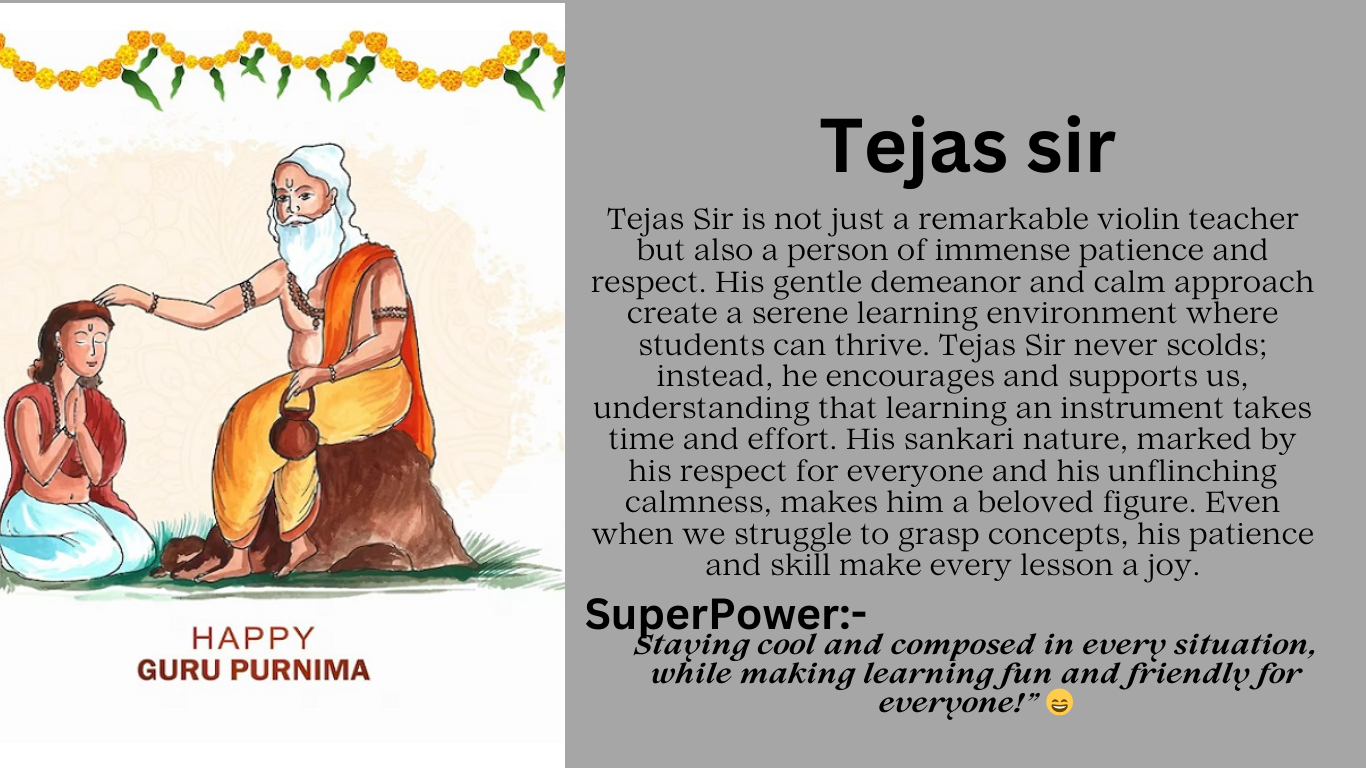 HAPPY
GURU PURNIMA
Tejas sir
Tejas Sir is not just a remarkable violin teacher
but also a person of immense patience and
respect. His gentle demeanor and calm approach
create a serene learning environment where
students can thrive. Tejas Sir never scolds;
instead, he encourages and supports us,
understanding that learning an instrument takes
time and effort. His sankari nature, marked by
his respect for everyone and his unflinching
calmness, makes him a beloved figure. Even
when we struggle to grasp concepts, his patience
and skill make every lesson a joy.
SuperPower:-
Staying cool and composed in every situation,
while making learning fun and friendly for
everyone!” 😄